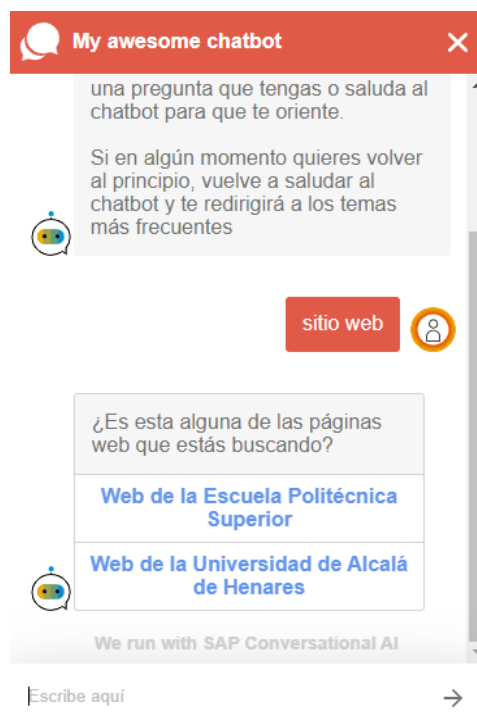 My awesome chatbot
una pregunta que tengas o saluda al
chatbot para que te oriente.
Si en algún momento quieres volver
al principio, vuelve a saludar al
chatbot y te redirigirá a los temas
más frecuentes
sitio web
¿Es esta alguna de las páginas
web que estás buscando?
Web de la Escuela Politécnica
Superior
Web de la Universidad de Alcalá
de Henares
We run with SAP Conversational AI
Escribe aquí